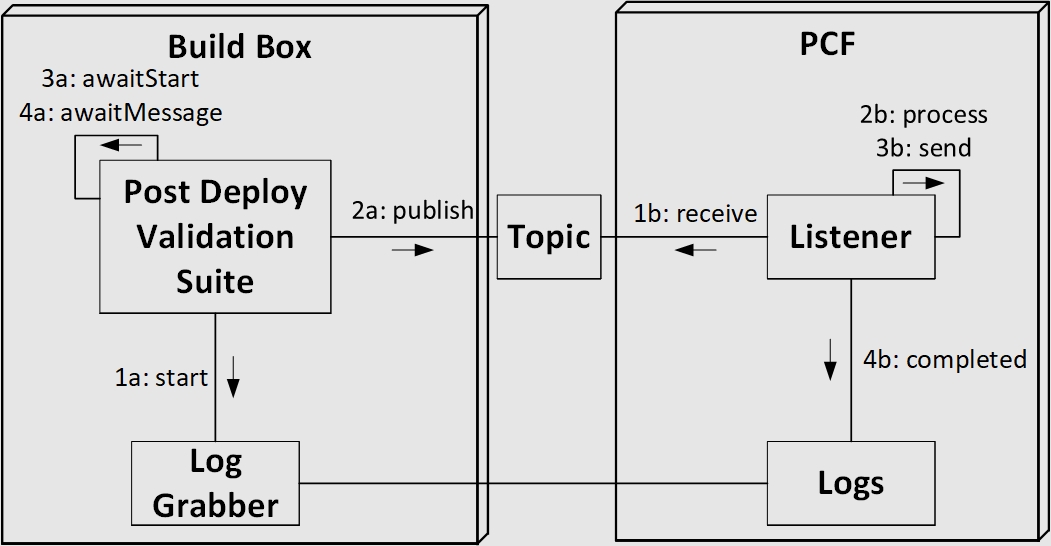 Build Box
3a: awaitStart
4a: awaitMessage
Post Deploy
Validation
Suite
2a: publish
1a: start
Log
Grabber
Topic
PCF
2b: process
3b: send
1b: receive
Listener
4b: completed
Logs